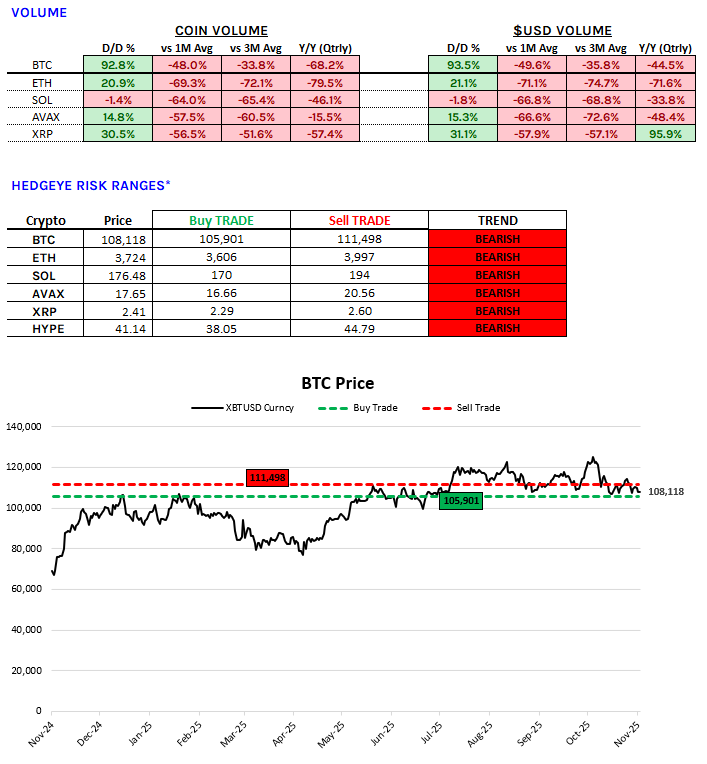 VOLUME
COIN VOLUME $USD VOLUME
D/D % vs 1M Avg vs 3M Avg Y/Y (Qtrly) D/D % vs 1M Avg vs 3M Avg Y/Y (Qtrly)
BTC 92.8% -48.0% -33.8% -68.2% 93.5% -49.6% -35.8% -44.5%
ETH 20.9% -69.3% -72.1% -79.5% 21.1% -71.1% -74.7% -71.6%
SOL -1.4% -64.0% -65.4% -46.1% -1.8% -66.8% -68.8% -33.8%
AVAX 14.8% -57.5% -60.5% -15.5% 15.3% -66.6% -72.6% -48.4%
XRP 30.5% -56.5% -51.6% -57.4% 31.1% -57.9% -57.1% 95.9%
HEDGEYE RISK RANGES*
Crypto Price Buy TRADE Sell TRADE TREND
BTC 108,118 105,901 111,498 BEARISH
ETH 3,724 3,606 3,997 BEARISH
SOL 176.48 170 194 BEARISH
AVAX 17.65 16.66 20.56 BEARISH
XRP 2.41 2.29 2.60 BEARISH
HYPE 41.14 38.05 44.79 BEARISH
BTC Price
XBTUSD Curncy Buy Trade Sell Trade
140,000
120,000
111,498
108,118
105,901
100,000
80,000
60,000
40,000
20,000
0
Nov-24 Dec-24 Jan-25 Feb-25 Mar-25 Apr-25 May-25 Jun-25 Jul-25 Aug-25 Sep-25 Oct-25 Nov-25